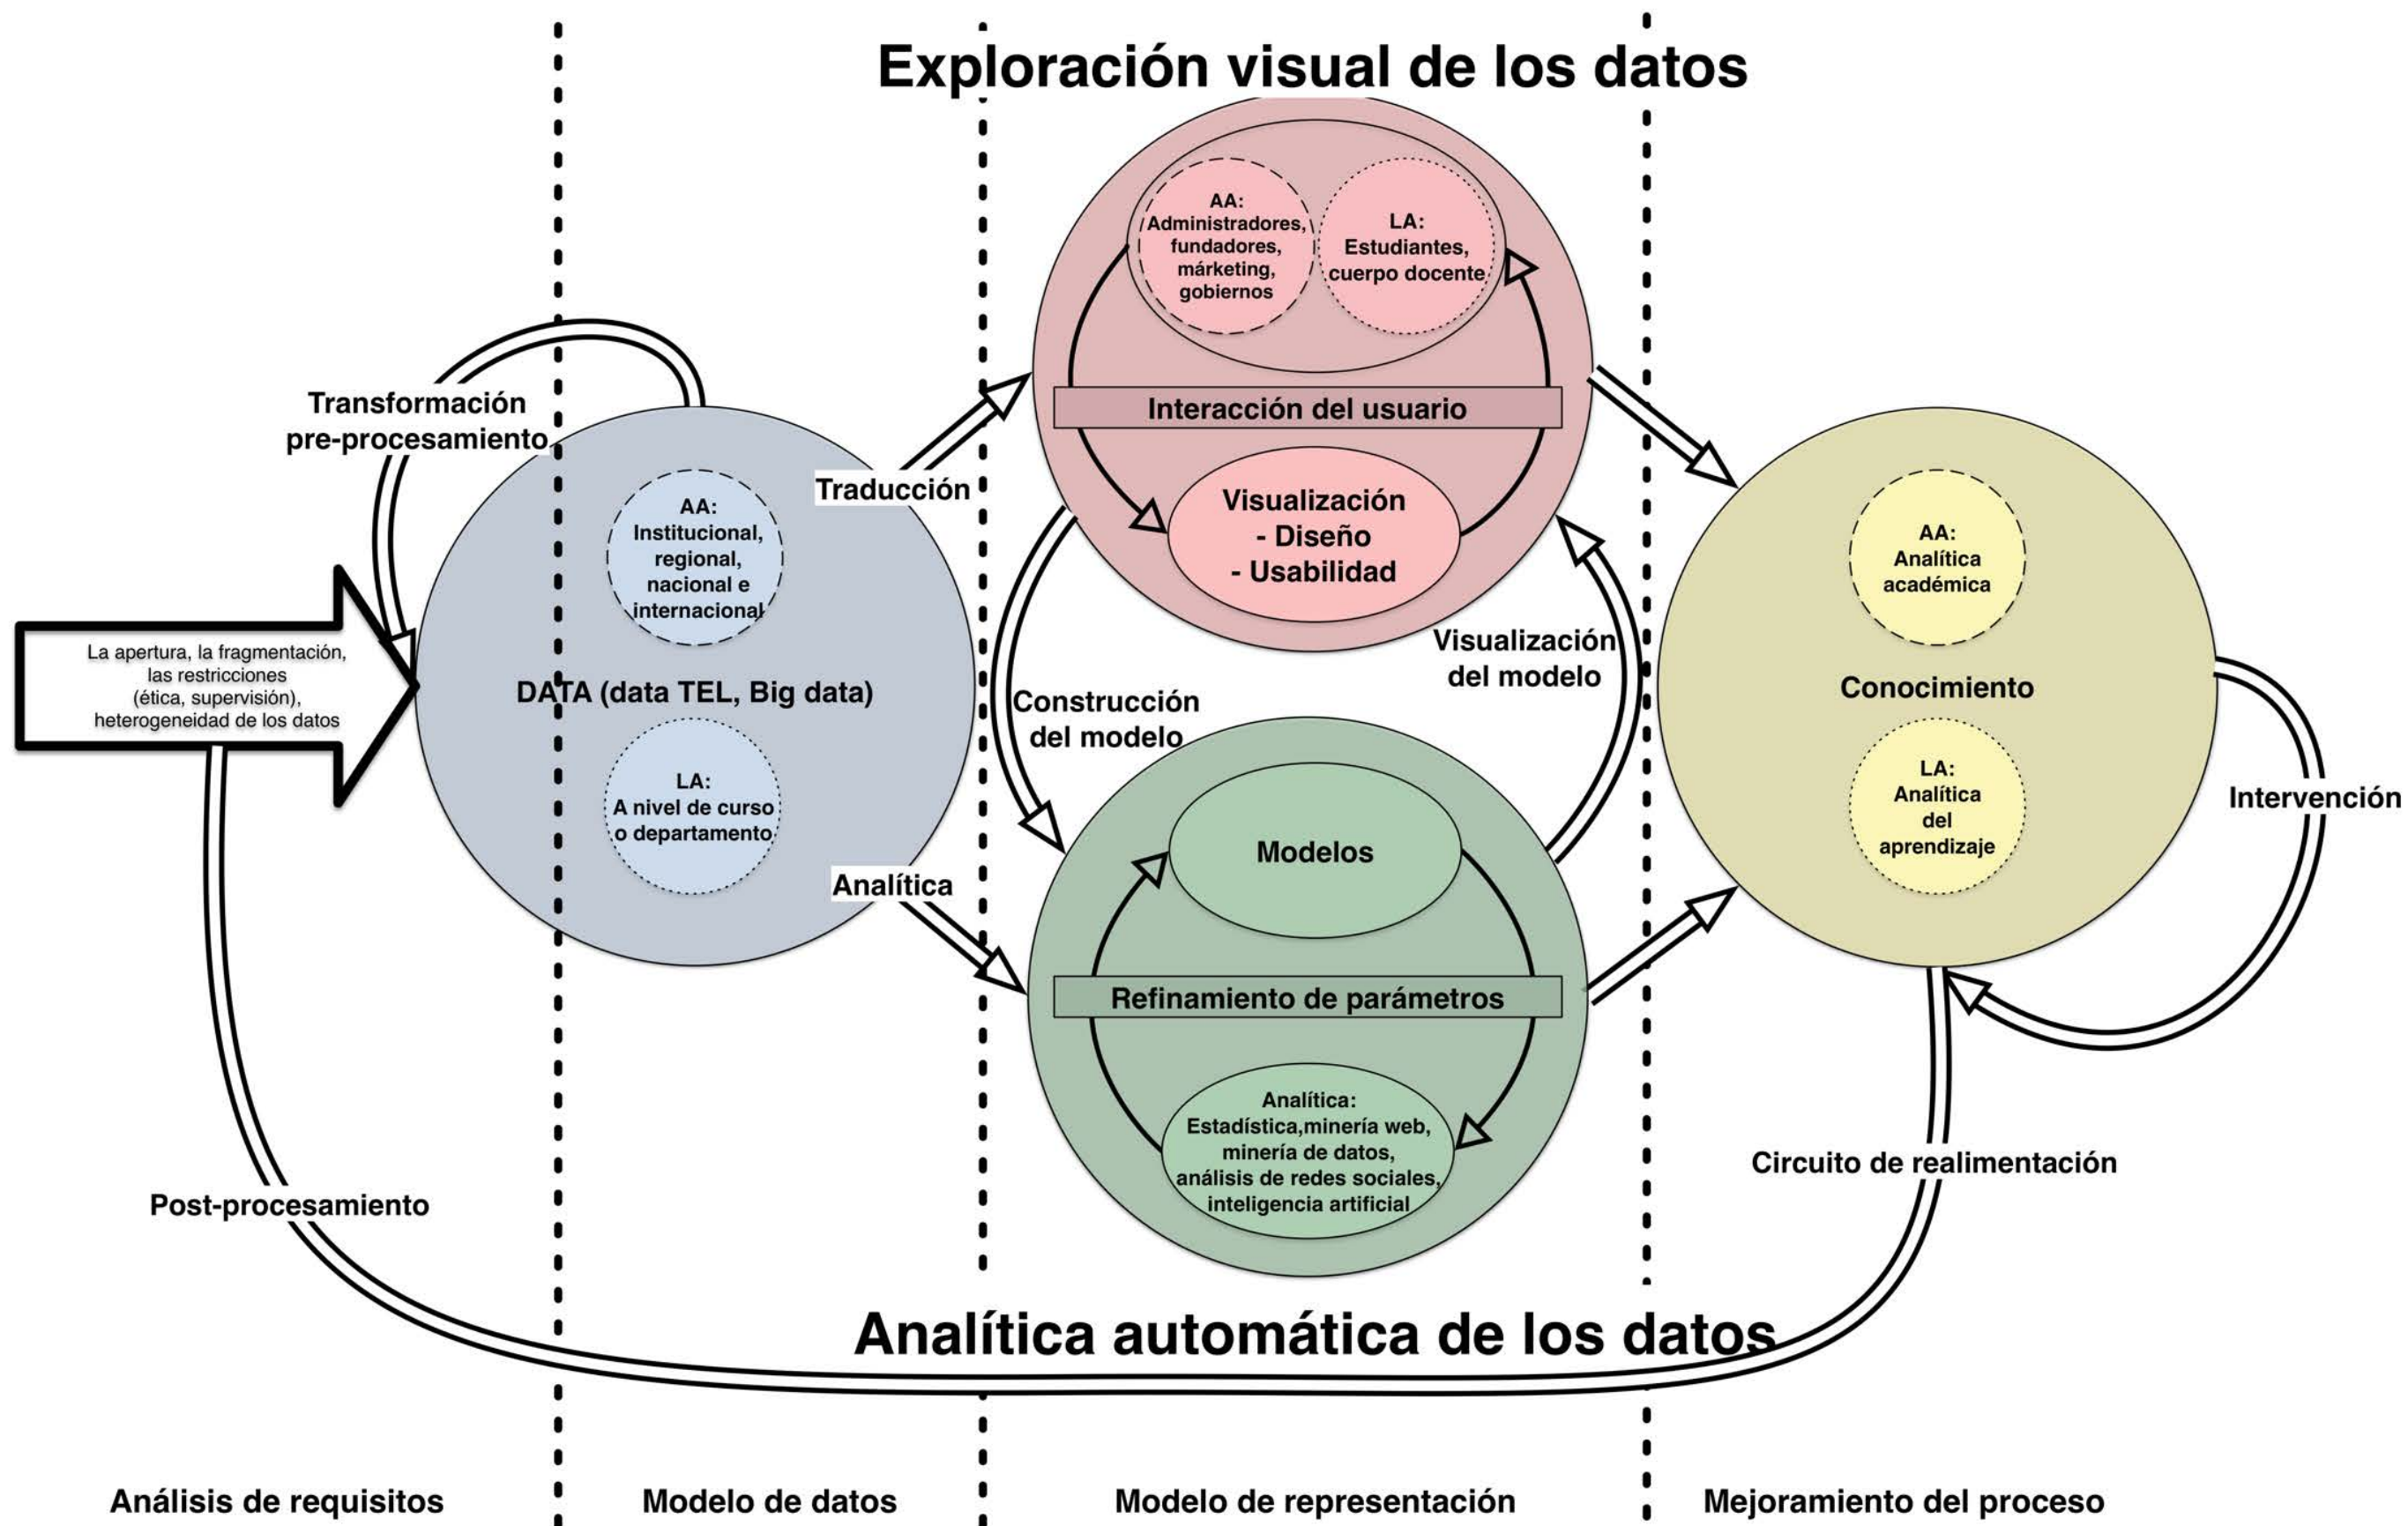 Exploración visual de los datos
AA:
Administradores,
fundadores,
márketing,
gobiernos
LA:
Estudiantes,
cuerpo docente
Interacción del usuario
Visualización
- Diseño
- Usabilidad
Transformación
pre-procesamiento
Traducción
AA:
Institucional,
regional,
nacional e
internacional
DATA (data TEL, Big data)
LA:
A nivel de curso
o departamento
La apertura, la fragmentación,
las restricciones
(ética, supervisión),
heterogeneidad de los datos
Analítica
Construcción
del modelo
Visualización
del modelo
Modelos
Refinamiento de parámetros
Analítica:
Estadística,minería web,
minería de datos,
análisis de redes sociales,
inteligencia artificial
AA:
Analítica
académica
Conocimiento
LA:
Analítica
del
aprendizaje
Intervención
Circuito de realimentación
Post-procesamiento
Analítica automática de los datos
Análisis de requisitos
Modelo de datos
Modelo de representación
Mejoramiento del proceso